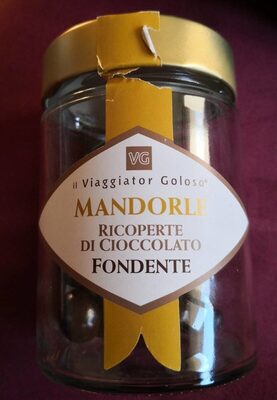 VG
il Viaggiator Goloso®
MANDORLE
RICOPERTE
DI CIOCCOLATO
FONDENTE